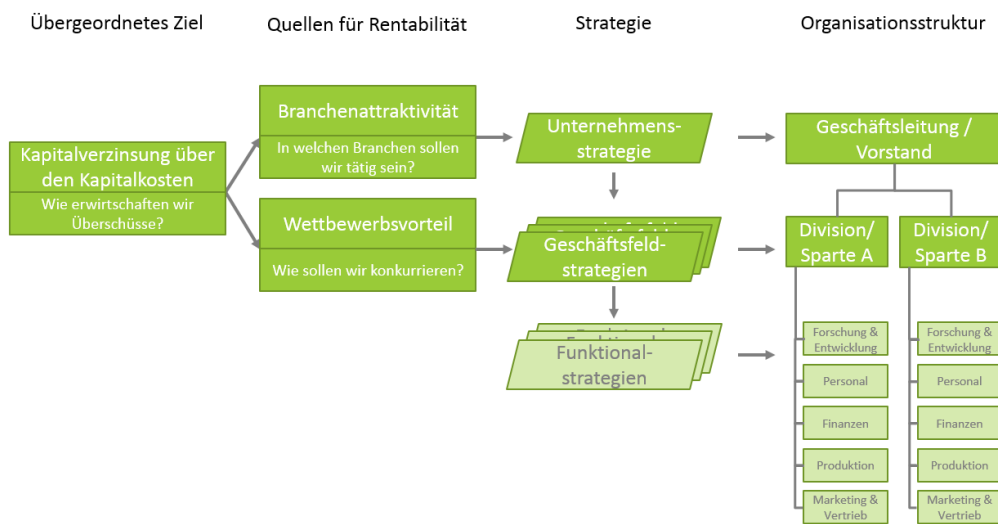 Übergeordnetes Ziel
Quellen für Rentabilität
Strategie
Organisationsstruktur
Kapitalverzinsung über
den Kapitalkosten
Wie erwirtschaften wir
Überschüsse?
Branchenattraktivität
In welchen Branchen sollen
wir tätig sein?
Wettbewerbsvorteil
Wie sollen wir konkurrieren?
Unternehmens-
strategie
Geschäftsfeld-
strategien
Funktional-
strategien
Geschäftsleitung /
Vorstand
Division/
Sparte A
Division/
Sparte B
Forschung &
Entwicklung
Personal
Finanzen
Produktion
Marketing &
Vertrieb
Forschung &
Entwicklung
Personal
Finanzen
Produktion
Marketing &
Vertrieb